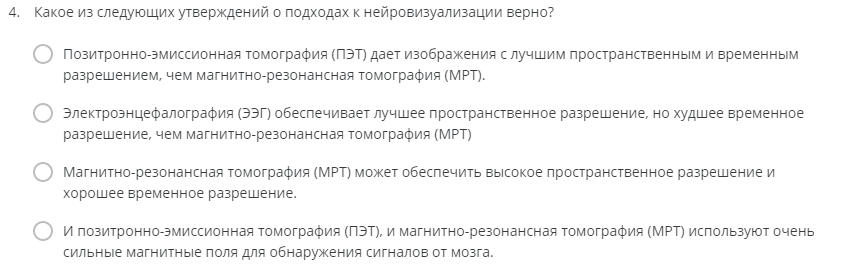 4. Какое из следующих утверждений о подходах к нейровизуализации верно?
Позитронно-эмиссионная томография (ПЭТ) дает изображения с лучшим пространственным и временным
разрешением, чем магнитно-резонансная томография (МРТ).
Электроэнцефалография (ЭЭГ) обеспечивает лучшее пространственное разрешение, но худшее временное
разрешение, чем магнитно-резонансная томография (МРТ)
Магнитно-резонансная томография (МРТ) может обеспечить высокое пространственное разрешение и
хорошее временное разрешение.
И позитронно-эмиссионная томография (ПЭТ), и магнитно-резонансная томография (МРТ) используют очень
сильные магнитные поля для обнаружения сигналов от мозга.